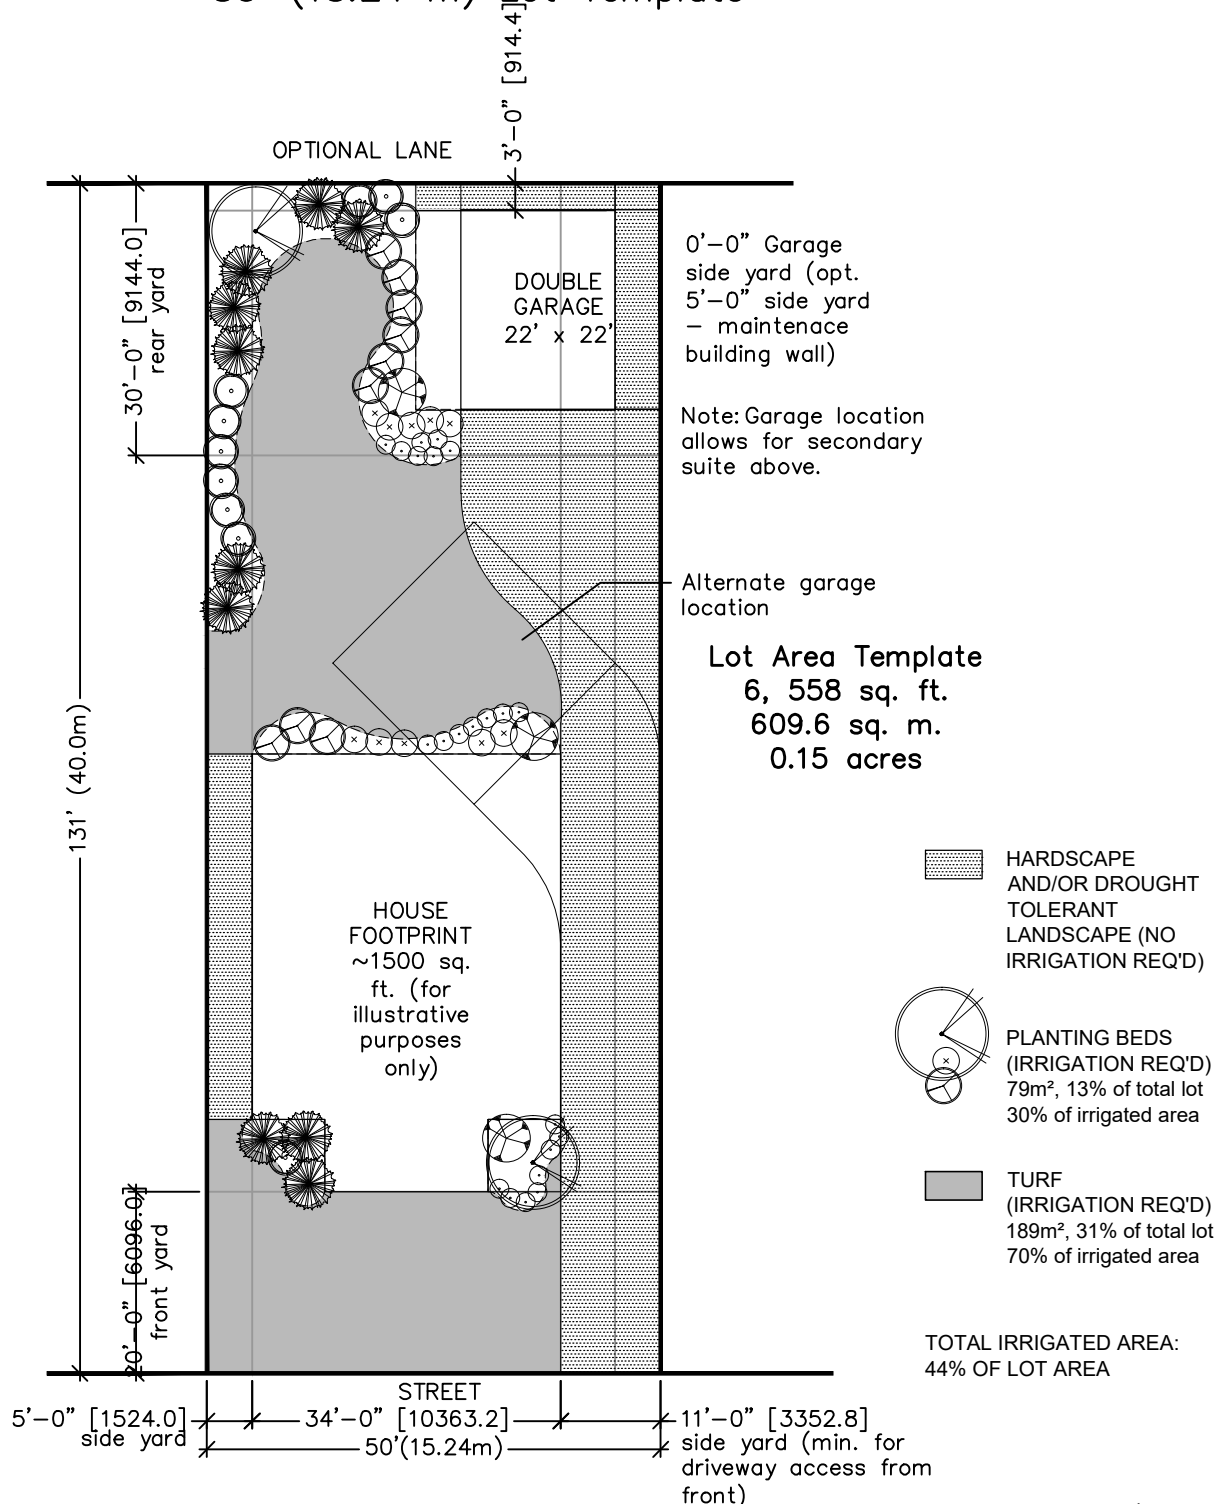 Lot Template
3'-0" [914.4]
OPTIONAL LANE
30'-0" [9144.0]
rear yard
DOUBLE
GARAGE
22' x 22'
0'-0" Garage
side yard (opt.
5'-0" side yard
- maintenace
building wall)
Note: Garage location
allows for secondary
suite above.
Alternate garage
location
Lot Area Template
6, 558 sq. ft.
609.6 sq. m.
0.15 acres
131' (40.0m)
HOUSE
FOOTPRINT
~1500 sq.
ft. (for
illustrative
purposes
only)
HARDSCAPE
AND/OR DROUGHT
TOLERANT
LANDSCAPE (NO
IRRIGATION REQ'D)
PLANTING BEDS
(IRRIGATION REQ'D)
79m², 13% of total lot
30% of irrigated area
TURF
(IRRIGATION REQ'D)
189m², 31% of total lot
70% of irrigated area
TOTAL IRRIGATED AREA:
44% OF LOT AREA
20'-0" [6096.0]
front yard
STREET
5'-0" [1524.0]
side yard
34'-0" [10363.2]
50'(15.24m)
11'-0" [3352.8]
side yard (min. for
driveway access from
front)